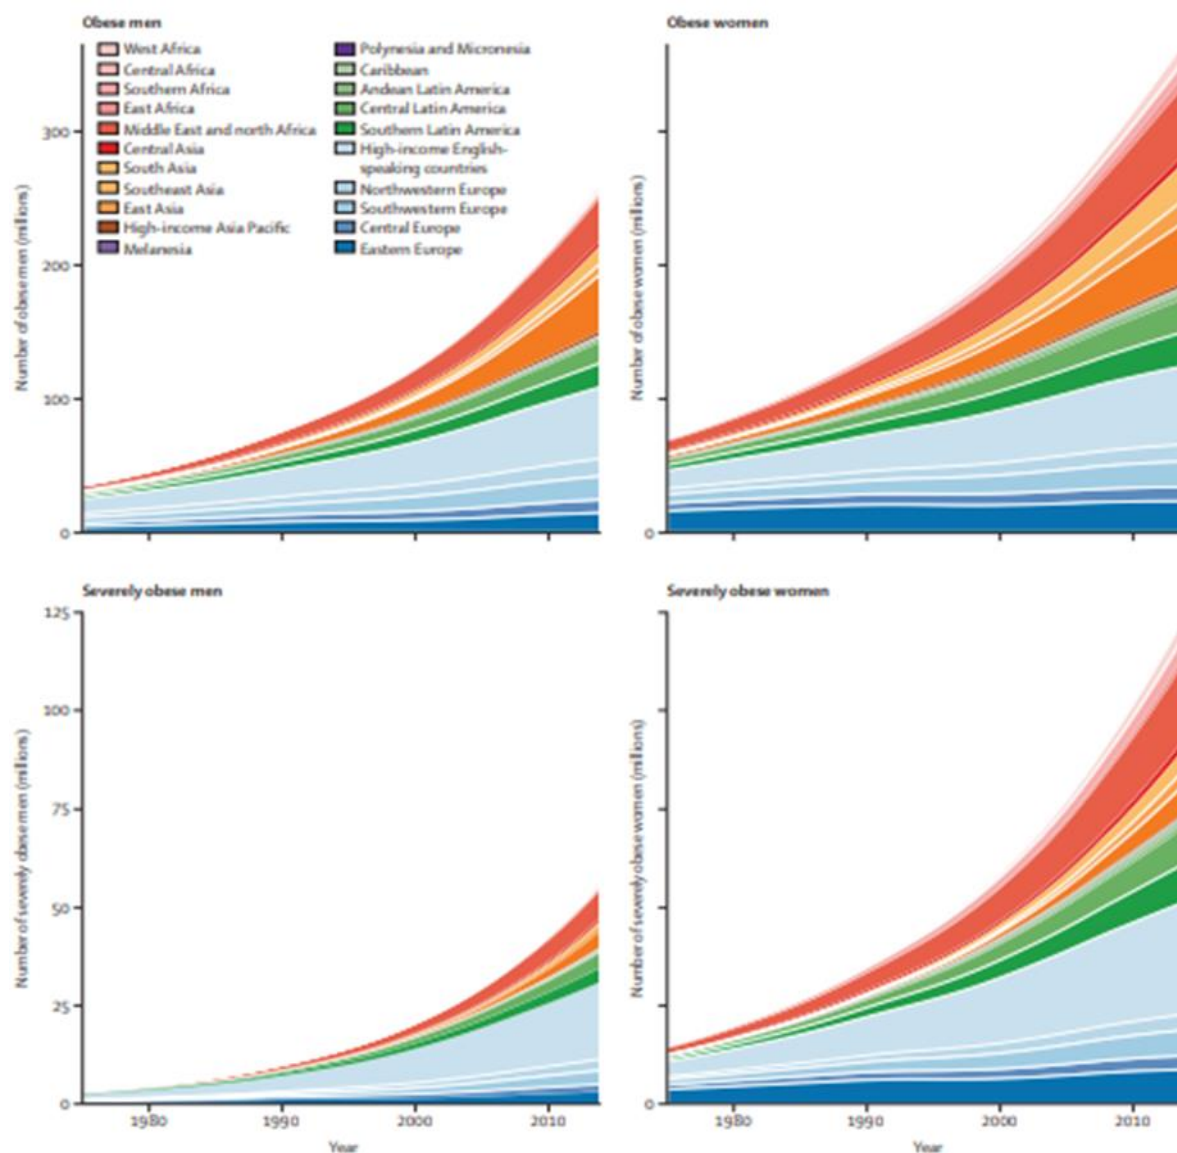 Obese men
West Africa
Central Africa
Southern Africa
East Africa
Middle East and north Africa
Central Asia
South Asia
Southeast Asia
East Asia
High-income Asia Pacific
Melanesia
Polynesia and Micronesia
Caribbean
Andean Latin America
Central Latin America
Southern Latin America
High-income English-
speaking countries
Northwestern Europe
Southwestern Europe
Central Europe
Eastern Europe
Number of obese men (millions)
300
200
100
0
Obese women
Number of obese women (millions)
0
Severely obese men
Number of severely obese men (millions)
125
100
75
50
25
0
1980
1990
2000
2010
Year
Severely obese women
Number of severely obese women (millions)
0
1980
1990
2000
2010
Year